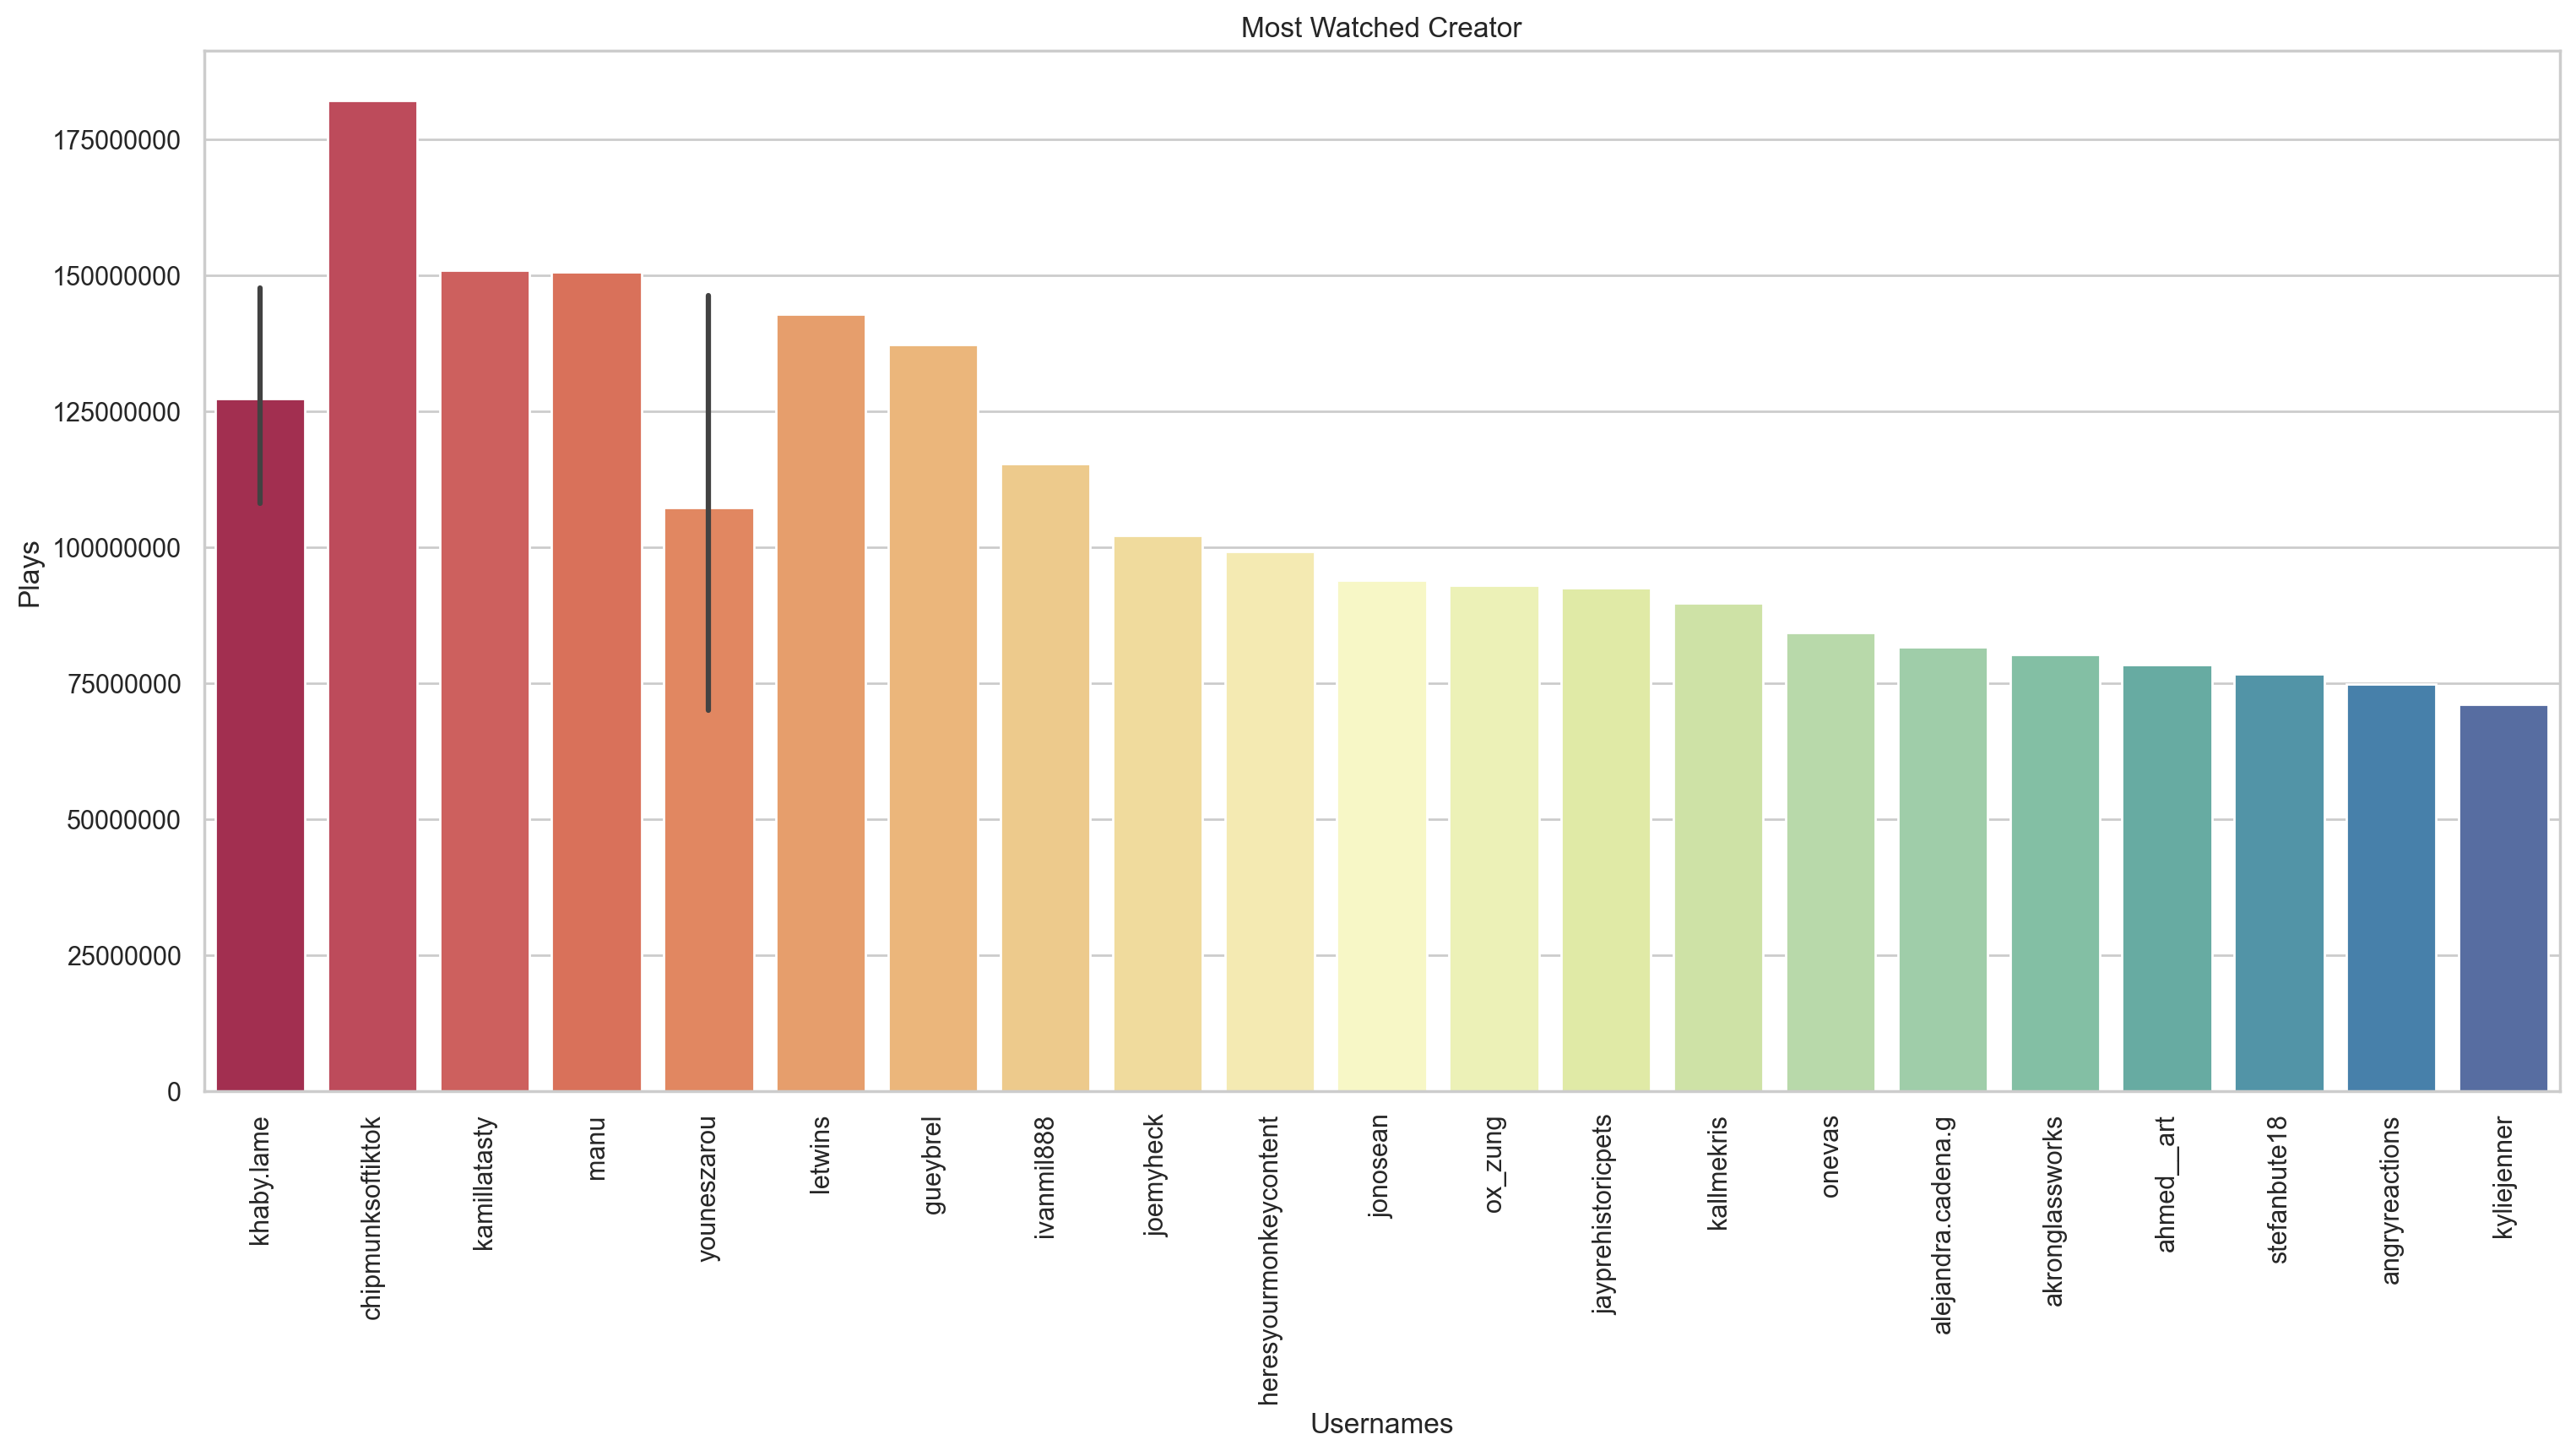 Most Watched Creator
Plays
175000000
150000000
125000000
100000000
75000000
50000000
25000000
0
khaby.lame
chipmunksoftiktok
kamillatasty
manu
youneszarou
letwins
gueybrel
ivanmil888
joemyheck
heresyourmonkeycontent
jonosean
ox_zung
jayprehistoricpets
kallmekris
onevas
alejandra.cadena.g
akronglassworks
ahmed__art
stefanbute18
angryreactions
kyliejenner
Usernames